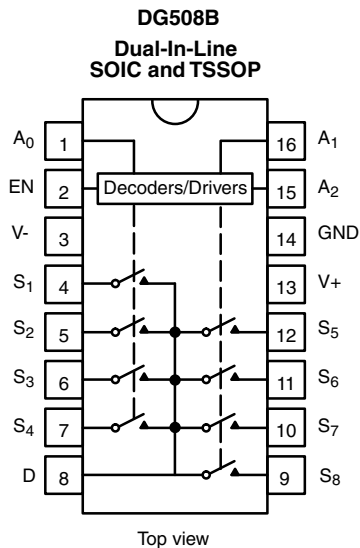 DG508B
Dual-In-Line
SOIC and TSSOP
A0 1 16 A1
EN 2 Decoders/Drivers 15 A2
V- 3 14 GND
S1 4 13 V+
S2 5 12 S5
S3 6 11 S6
S4 7 10 S7
D 8 9 S8
Top view